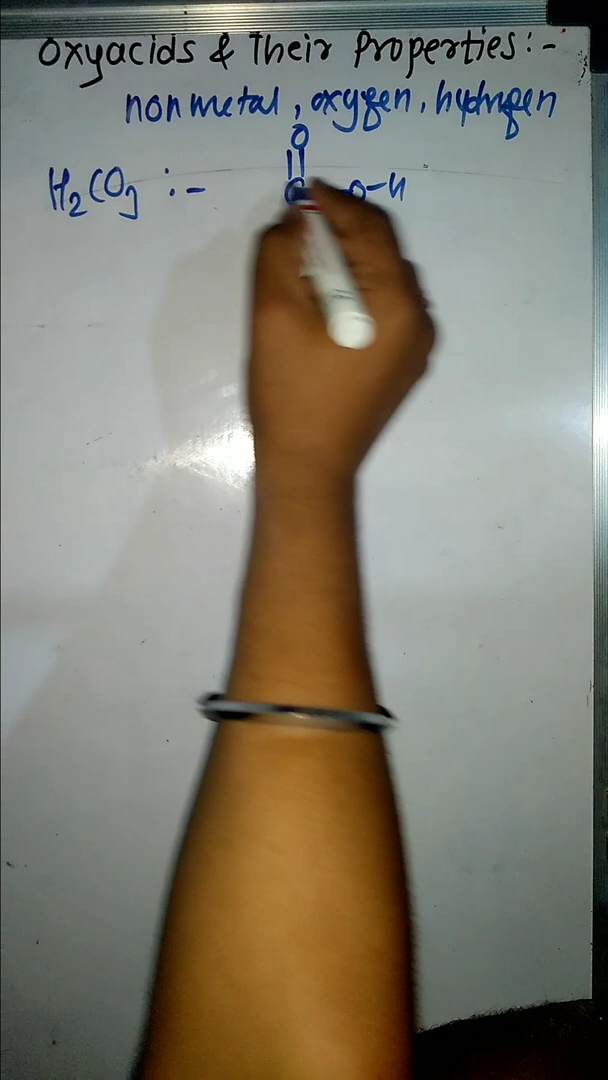 Oxyacids & Their Properties :-
nonmetal, oxygen, hydrogen
O
H2CO3 :- C O-H